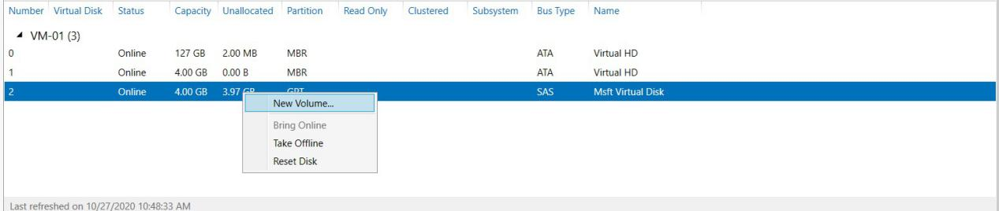 Number Virtual Disk Status Capacity Unallocated Partition Read Only Clustered Subsystem Bus Type Name
VM-01 (3)
0 Online 127 GB 2.00 MB MBR ATA Virtual HD
1 Online 4.00 GB 0.00 B MBR ATA Virtual HD
2 Online 4.00 GB 3.97 GB GPT SAS Msft Virtual Disk
New Volume...
Bring Online
Take Offline
Reset Disk
Last refreshed on 10/27/2020 10:48:33 AM